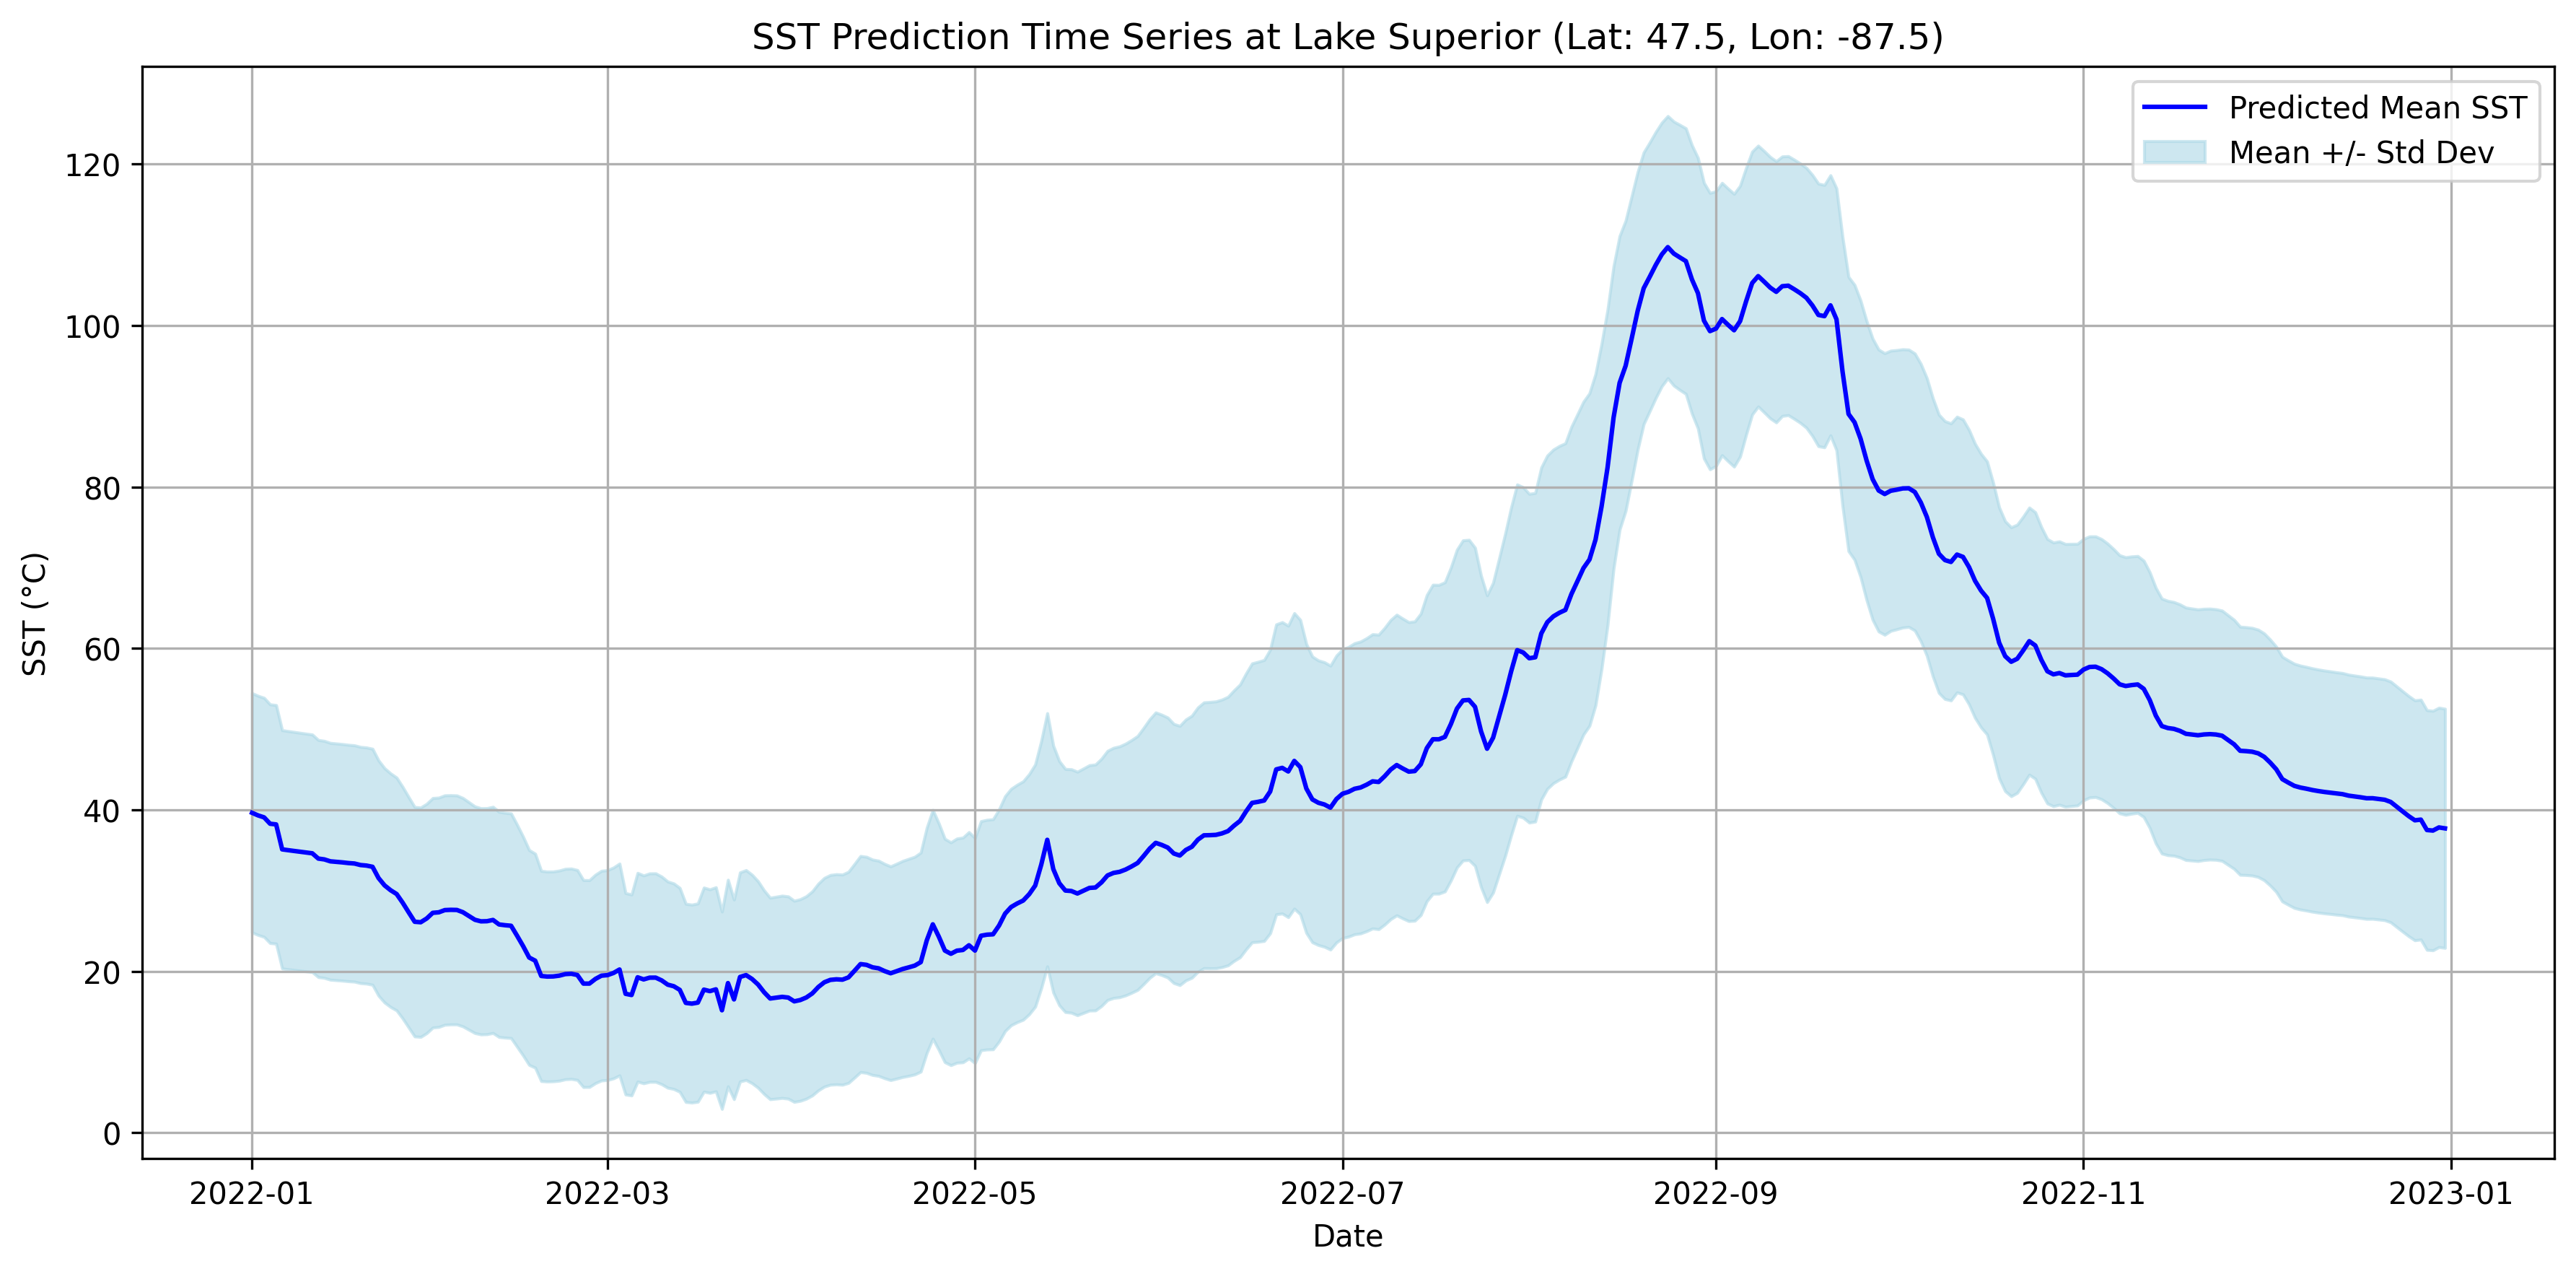 SST Prediction Time Series at Lake Superior (Lat: 47.5, Lon: -87.5)
Predicted Mean SST
Mean +/- Std Dev
SST (°C)
120
100
80
60
40
20
0
2022-01 2022-03 2022-05 2022-07 2022-09 2022-11 2023-01
Date